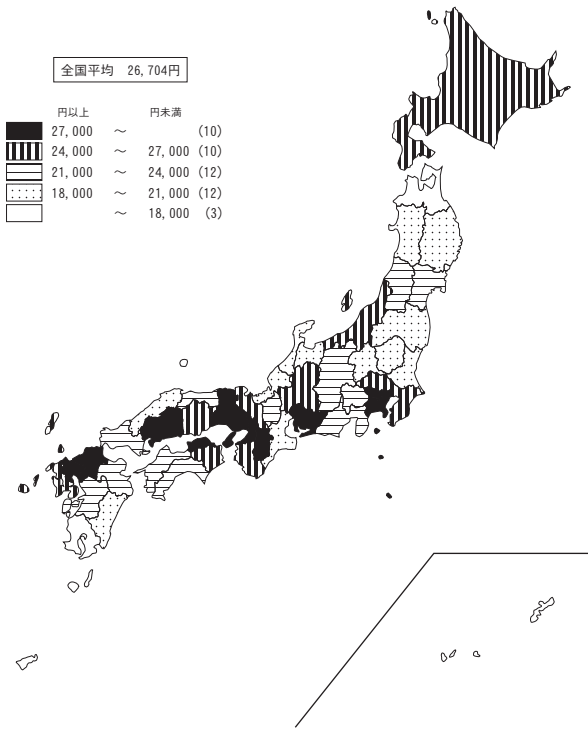 全国平均 26,704円
円以上 円未満
27,000 ～ (10)
24,000 ～ 27,000 (10)
21,000 ～ 24,000 (12)
18,000 ～ 21,000 (12)
～ 18,000 (3)